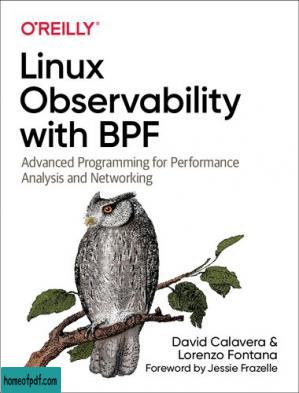 O'REILLY®
Linux
Observability
with BPF
Advanced Programming for Performance
Analysis and Networking
David Calavera &
Lorenzo Fontana
Foreword by Jessie Frazelle
homeofpdf.com